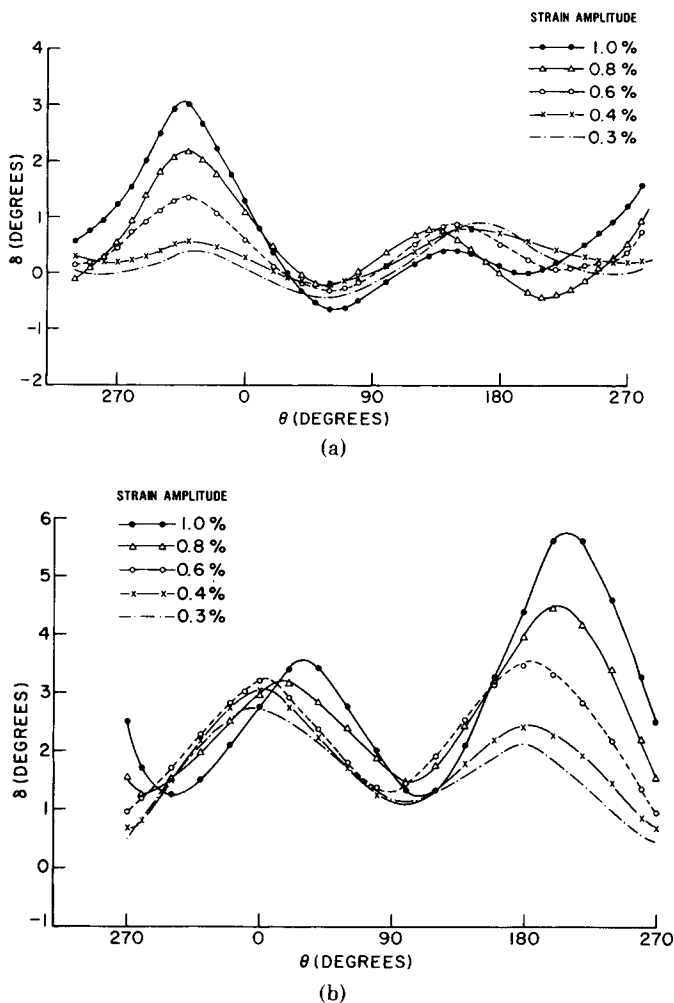 STRAIN AMPLITUDE
1.0 %
0.8 %
0.6 %
0.4 %
0.3 %
4
3
2
1
0
-1
-2
δ (DEGREES)
270 0 90 180 270
θ (DEGREES)
(a)
STRAIN AMPLITUDE
1.0 %
0.8 %
0.6 %
0.4 %
0.3 %
6
5
4
3
2
1
0
-1
δ (DEGREES)
270 0 90 180 270
θ (DEGREES)
(b)